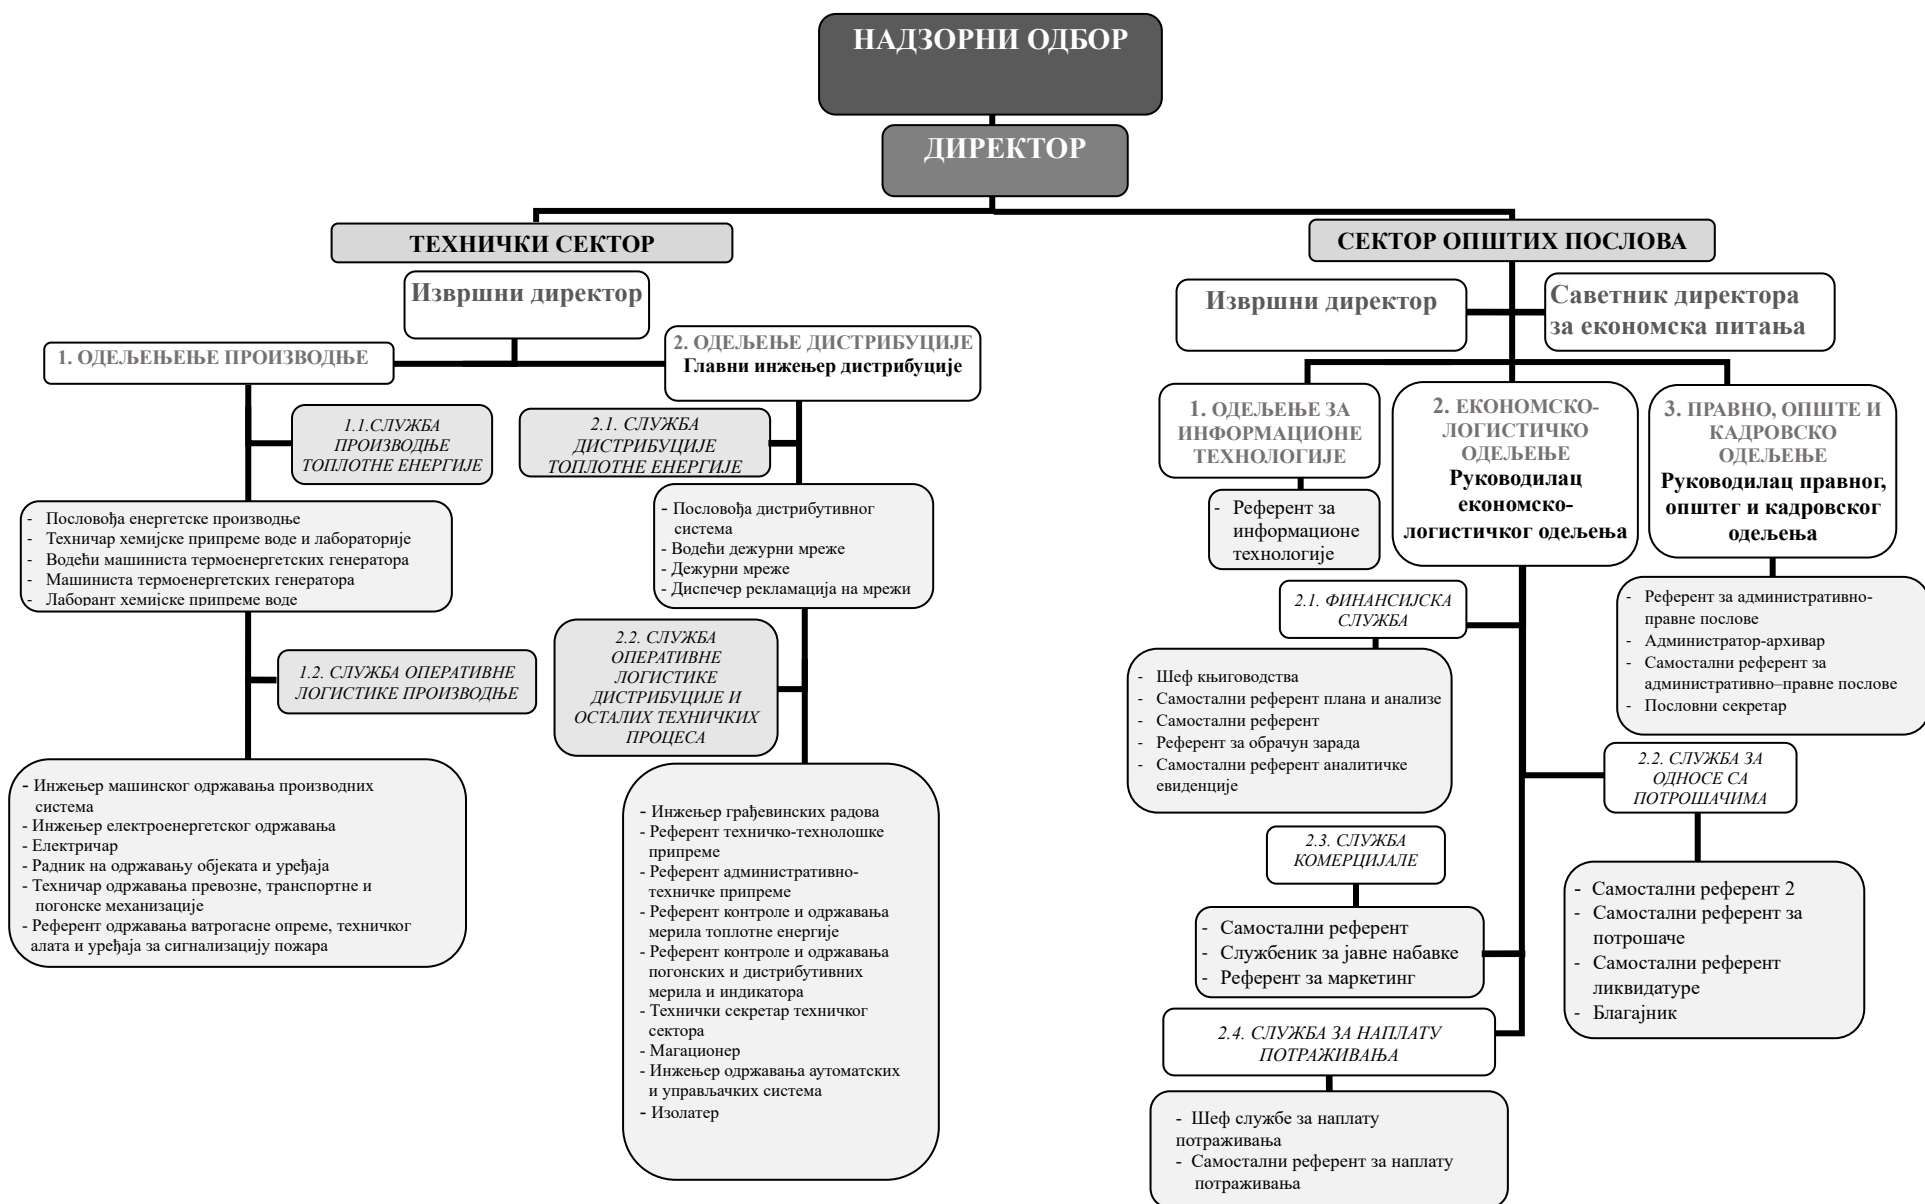 НАДЗОРНИ ОДБОР
ДИРЕКТОР
ТЕХНИЧКИ СЕКТОР
Извршни директор
1. ОДЕЉЕЊЕЊЕ ПРОИЗВОДЊЕ
2. ОДЕЉЕЊЕ ДИСТРИБУЦИЈЕ
Главни инжењер дистрибуције
1.1.СЛУЖБА
ПРОИЗВОДЊЕ
ТОПЛОТНЕ ЕНЕРГИЈЕ
- Пословођа енергетске производње
- Техничар хемијске припреме воде и лабораторије
- Водећи машиниста термоенергетских генератора
- Машиниста термоенергетских генератора
- Лаборант хемијске припреме воде
1.2. СЛУЖБА ОПЕРАТИВНЕ
ЛОГИСТИКЕ ПРОИЗВОДЊЕ
- Инжењер машинског одржавања производних
система
- Инжењер електроенергетског одржавања
- Електричар
- Радник на одржавању објеката и уређаја
- Техничар одржавања превозне, транспортне и
погонске механизације
- Референт одржавања ватрогасне опреме, техничког
алата и уређаја за сигнализацију пожара
2.1. СЛУЖБА
ДИСТРИБУЦИЈЕ
ТОПЛОТНЕ ЕНЕРГИЈЕ
- Пословођа дистрибутивног
система
- Водећи дежурни мреже
- Дежурни мреже
- Диспечер рекламација на мрежи
2.2. СЛУЖБА
ОПЕРАТИВНЕ
ЛОГИСТИКЕ
ДИСТРИБУЦИЈЕ И
ОСТАЛИХ ТЕХНИЧКИХ
ПРОЦЕСА
- Инжењер грађевинских радова
- Референт техничко-технолошке
припреме
- Референт административно-
техничке припреме
- Референт контроле и одржавања
мерила топлотне енергије
- Референт контроле и одржавања
погонских и дистрибутивних
мерила и индикатора
- Технички секретар техничког
сектора
- Магационер
- Инжењер одржавања аутоматских
и управљачких система
- Изолатер
СЕКТОР ОПШТИХ ПОСЛОВА
Извршни директор
Саветник директора
за економска питања
1. ОДЕЉЕЊЕ ЗА
ИНФОРМАЦИОНЕ
ТЕХНОЛОГИЈЕ
- Референт за
информационе
технологије
2. ЕКОНОМСКО-
ЛОГИСТИЧКО
ОДЕЉЕЊЕ
Руководилац
економско-
логистичког одељења
3. ПРАВНО, ОПШТЕ И
КАДРОВСКО
ОДЕЉЕЊЕ
Руководилац правног,
општег и кадровског
одељења
- Референт за административно-
правне послове
- Администратор-архивар
- Самостални референт за
административно–правне послове
- Пословни секретар
2.1. ФИНАНСИЈСКА
СЛУЖБА
- Шеф књиговодства
- Самостални референт плана и анализе
- Самостални референт
- Референт за обрачун зарада
- Самостални референт аналитичке
евиденције
2.2. СЛУЖБА ЗА
ОДНОСЕ СА
ПОТРОШАЧИМА
- Самостални референт 2
- Самостални референт за
потрошаче
- Самостални референт
ликвидатуре
- Благајник
2.3. СЛУЖБА
КОМЕРЦИЈАЛЕ
- Самостални референт
- Службеник за јавне набавке
- Референт за маркетинг
2.4. СЛУЖБА ЗА НАПЛАТУ
ПОТРАЖИВАЊА
- Шеф службе за наплату
потраживања
- Самостални референт за наплату
потраживања